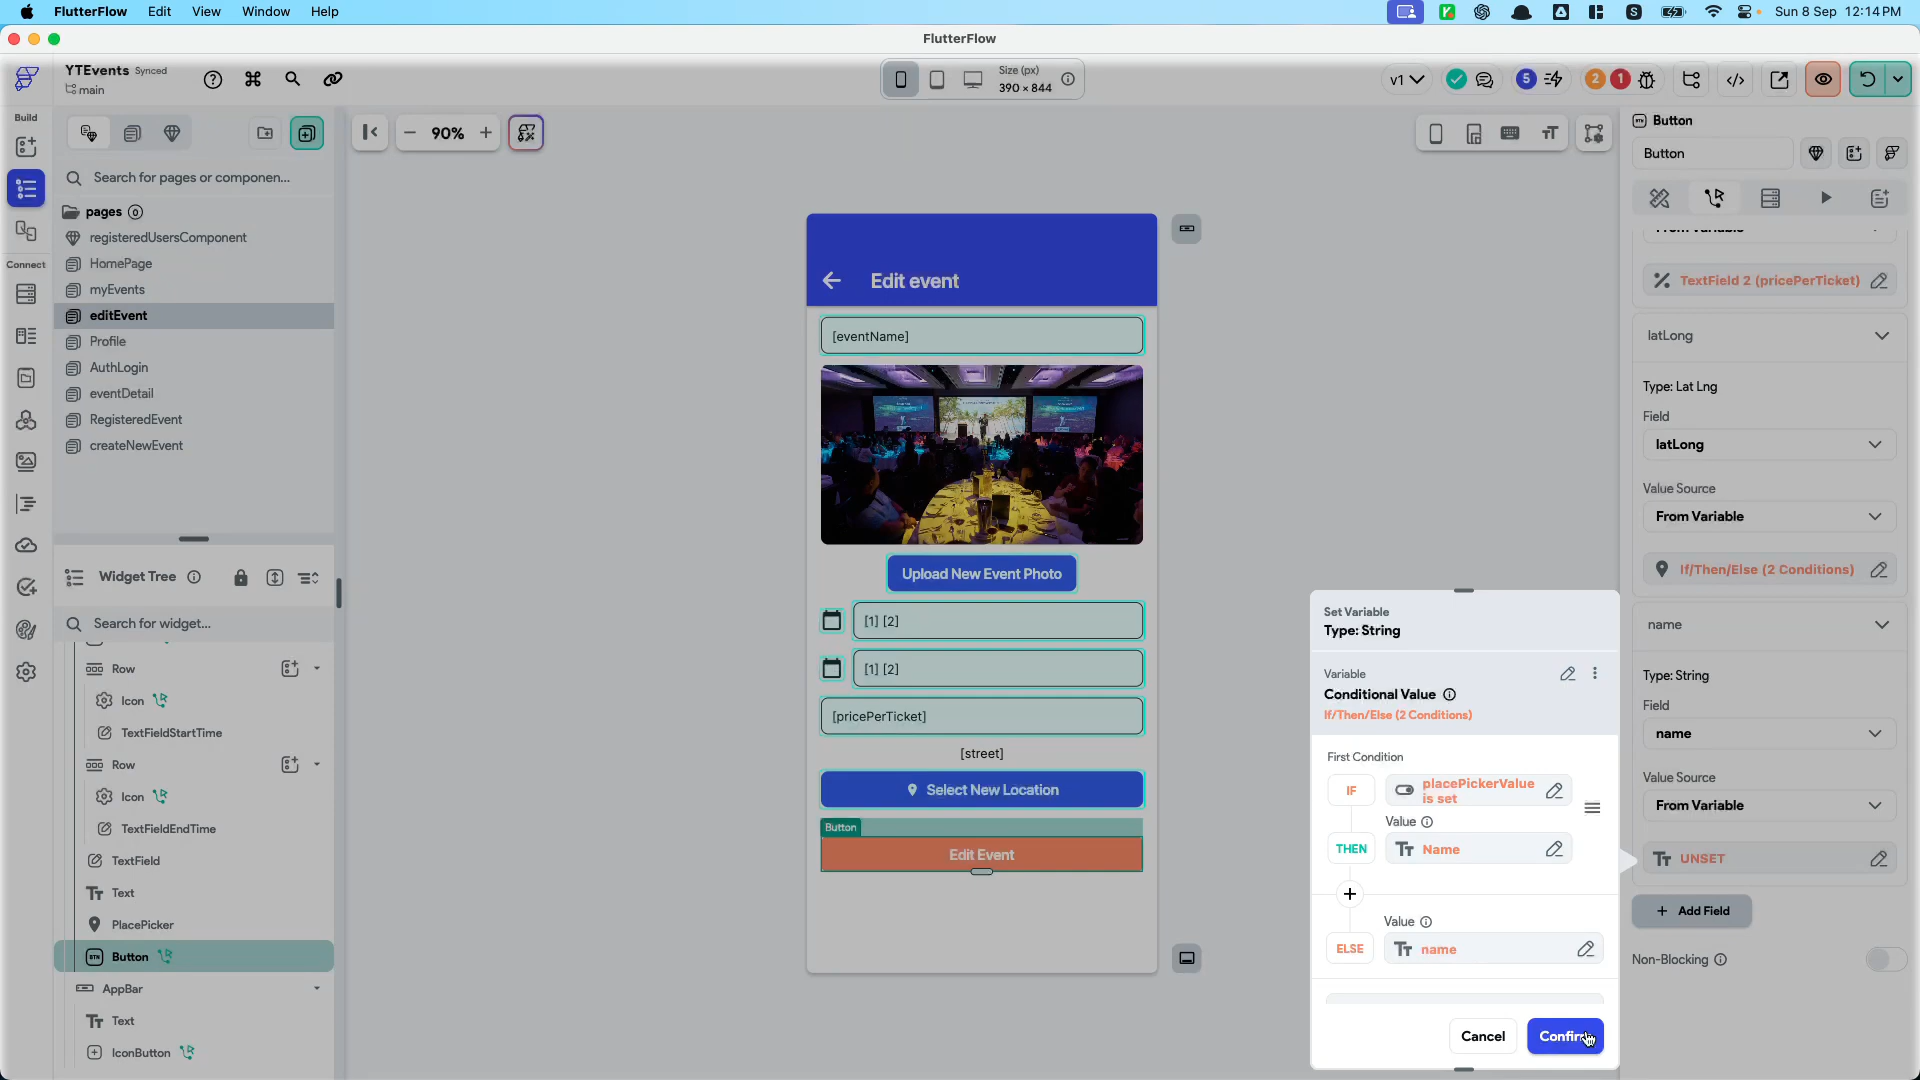 FlutterFlow
Edit
View
Window
Help
Sun 8 Sep 12:14 PM
FlutterFlow
YTEvents
Synced
main
Size (px)
390 × 844
v1
5
2
1
Build
Connect
Search for pages or componen...
pages 0
registeredUsersComponent
HomePage
myEvents
editEvent
Profile
AuthLogin
eventDetail
RegisteredEvent
createNewEvent
Widget Tree
Search for widget...
Row
Icon
TextFieldStartTime
Row
Icon
TextFieldEndTime
TextField
Text
PlacePicker
Button
AppBar
Text
IconButton
90%
Edit event
[eventName]
Upload New Event Photo
[1] [2]
[1] [2]
[pricePerTicket]
[street]
Select New Location
Button
Edit Event
Set Variable
Type: String
Variable
Conditional Value
If/Then/Else (2 Conditions)
First Condition
IF
placePickerValue
is set
Value
THEN
Name
Value
ELSE
name
Cancel
Button
Button
From Variable
TextField 2 (pricePerTicket)
latLong
Type: Lat Lng
Field
latLong
Value Source
From Variable
If/Then/Else (2 Conditions)
name
Type: String
Field
name
Value Source
From Variable
UNSET
Add Field
Non-Blocking